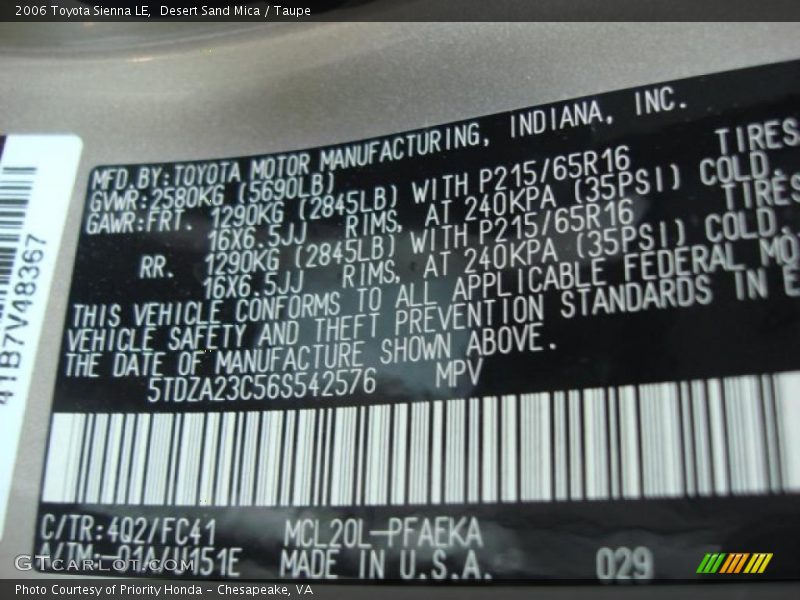 2006 Toyota Sienna LE,  Desert Sand Mica / Taupe
MFD.BY:TOYOTA MOTOR MANUFACTURING, INDIANA, INC.
GVWR:2580KG (5690LB)
GAWR:FRT. 1290KG (2845LB) WITH P215/65R16 TIRES
16X6.5JJ RIMS, AT 240KPA (35PSI) COLD.
RR. 1290KG (2845LB) WITH P215/65R16 TIRES
16X6.5JJ RIMS, AT 240KPA (35PSI) COLD.
THIS VEHICLE CONFORMS TO ALL APPLICABLE FEDERAL MO
VEHICLE SAFETY AND THEFT PREVENTION STANDARDS IN E
THE DATE OF MANUFACTURE SHOWN ABOVE.
5TDZA23C56S542576 MPV
41B7V48367
C/TR:4Q2/FC41 MCL20L-PFAEKA
A/TM:-01A/U151E MADE IN U.S.A. 029
GTcarlot.com
Photo Courtesy of Priority Honda - Chesapeake, VA